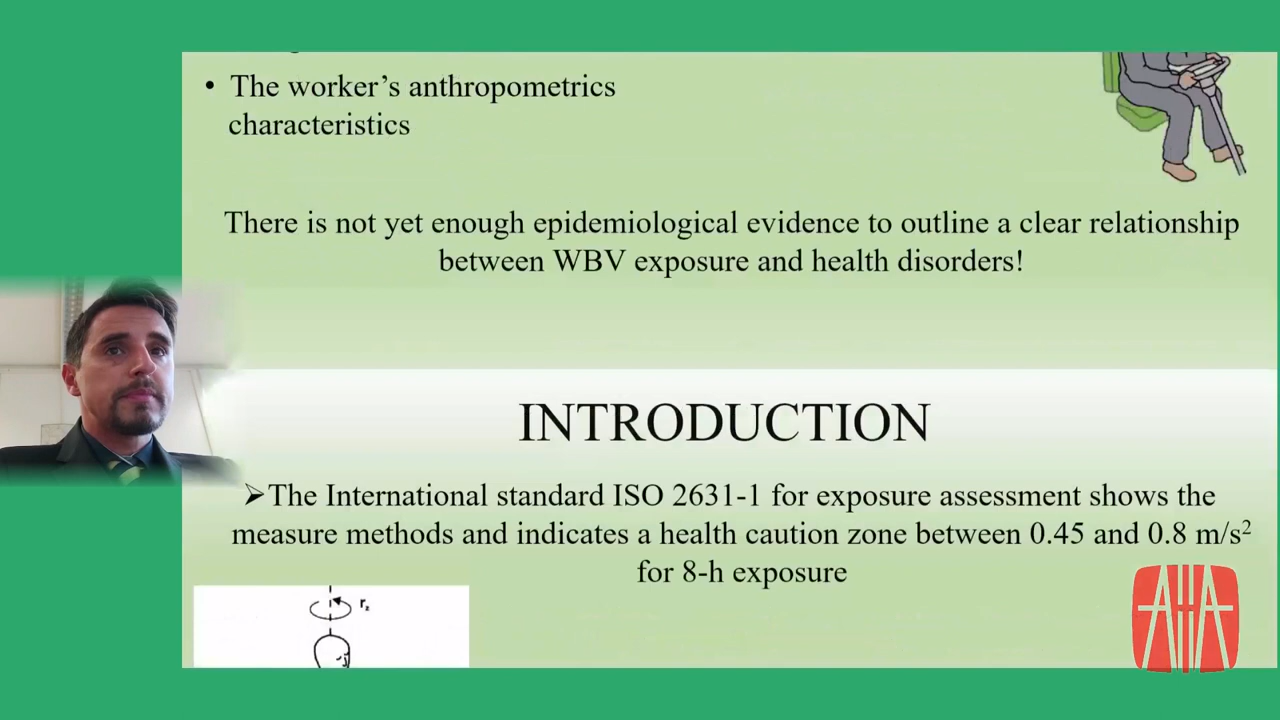 • The worker’s anthropometrics
characteristics
There is not yet enough epidemiological evidence to outline a clear relationship
between WBV exposure and health disorders!
INTRODUCTION
➢The International standard ISO 2631-1 for exposure assessment shows the
measure methods and indicates a health caution zone between 0.45 and 0.8 m/s²
for 8-h exposure
r_z
AHA